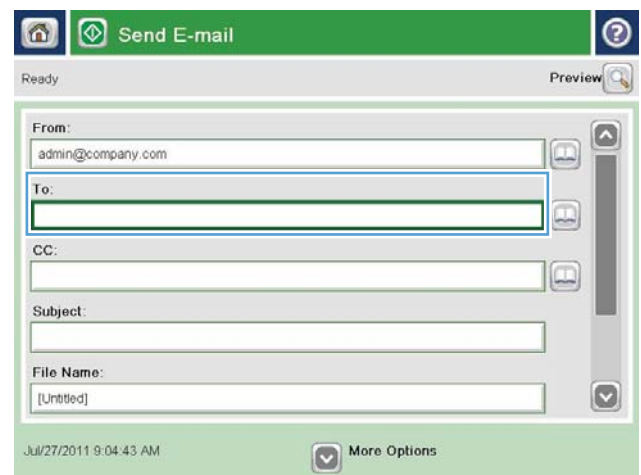 Send E-mail
Ready
Preview
From:
admin@company.com
To:
CC:
Subject:
File Name:
[Untitled]
Jul/27/2011 9:04:43 AM
More Options